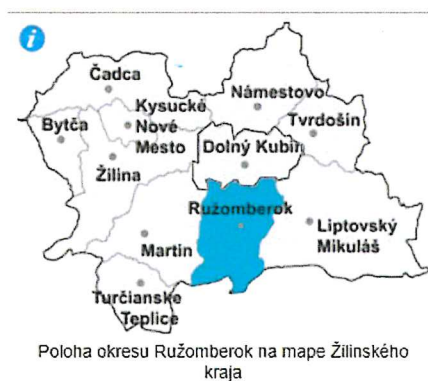 i
Čadca
Námestovo
Kysucké
Nové
Mesto
Tvrdošín
Bytča
Dolný Kubín
Žilina
Ružomberok
Liptovský
Mikuláš
Martin
Turčianske
Teplice
Poloha okresu Ružomberok na mape Žilinského
kraja